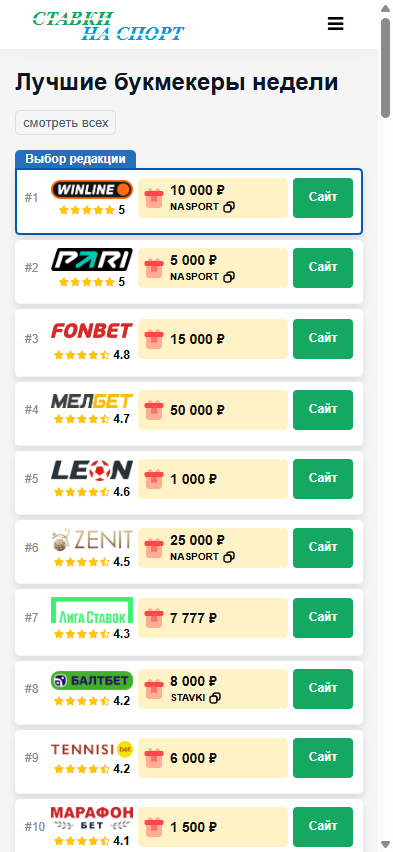 СТАВКИ
НА СПОРТ
Лучшие букмекеры недели
смотреть всех
Выбор редакции
#1 WINLINE 10 000 ₽ Сайт
5 NASPORT
#2 PARI 5 000 ₽ Сайт
5 NASPORT
#3 FONBET 15 000 ₽ Сайт
4.8
#4 МЕЛБЕТ 50 000 ₽ Сайт
4.7
#5 LEON 1 000 ₽ Сайт
4.6
#6 ZENIT 25 000 ₽ Сайт
4.5 NASPORT
#7 ЛИГА СТАВОК 7 777 ₽ Сайт
4.3
#8 БАЛТБЕТ 8 000 ₽ Сайт
4.2 STAVKI
#9 TENNISI bet 6 000 ₽ Сайт
4.2
#10 МАРАФОН БЕТ 1 500 ₽ Сайт
4.1